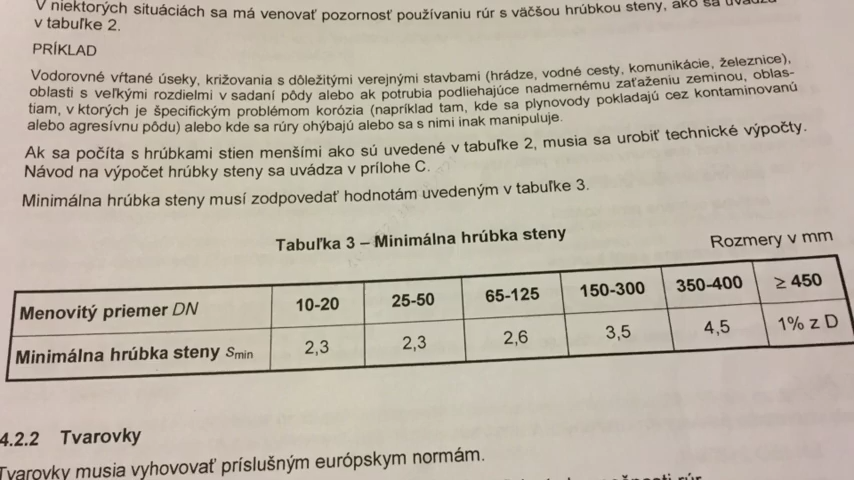 V niektorých situáciách sa má venovať pozornosť používaniu rúr s väčšou hrúbkou steny, ako sa uvádza
v tabuľke 2.
PRÍKLAD
Vodorovné vŕtané úseky, križovania s dôležitými verejnými stavbami (hrádze, vodné cesty, komunikácie, železnice),
oblasti s veľkými rozdielmi v sadaní pôdy alebo ak potrubia podliehajúce nadmernému zaťaženiu zeminou, oblas-
tiam, v ktorých je špecifickým problémom korózia (napríklad tam, kde sa plynovody pokladajú cez kontaminovanú
alebo agresívnu pôdu) alebo kde sa rúry ohýbajú alebo sa s nimi inak manipuluje.
Ak sa počíta s hrúbkami stien menšími ako sú uvedené v tabuľke 2, musia sa urobiť technické výpočty.
Návod na výpočet hrúbky steny sa uvádza v prílohe C.
Minimálna hrúbka steny musí zodpovedať hodnotám uvedeným v tabuľke 3.
Tabuľka 3 – Minimálna hrúbka steny
Rozmery v mm
Menovitý priemer DN 10-20 25-50 65-125 150-300 350-400 ≥ 450
Minimálna hrúbka steny Smin 2,3 2,3 2,6 3,5 4,5 1% z D
4.2.2 Tvarovky
Tvarovky musia vyhovovať príslušným európskym normám.
rúr